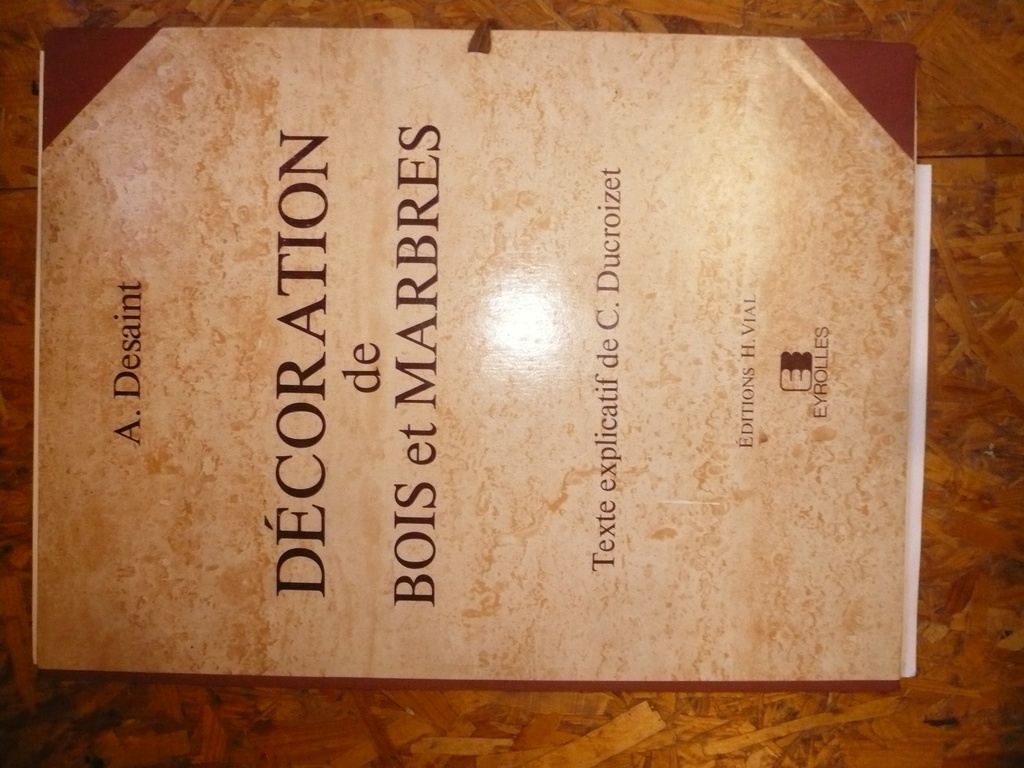 A. Desaint
DÉCORATION
de
BOIS et MARBRES
Texte explicatif de C. Ducroizet
ÉDITIONS H. VIAL
EYROLLES